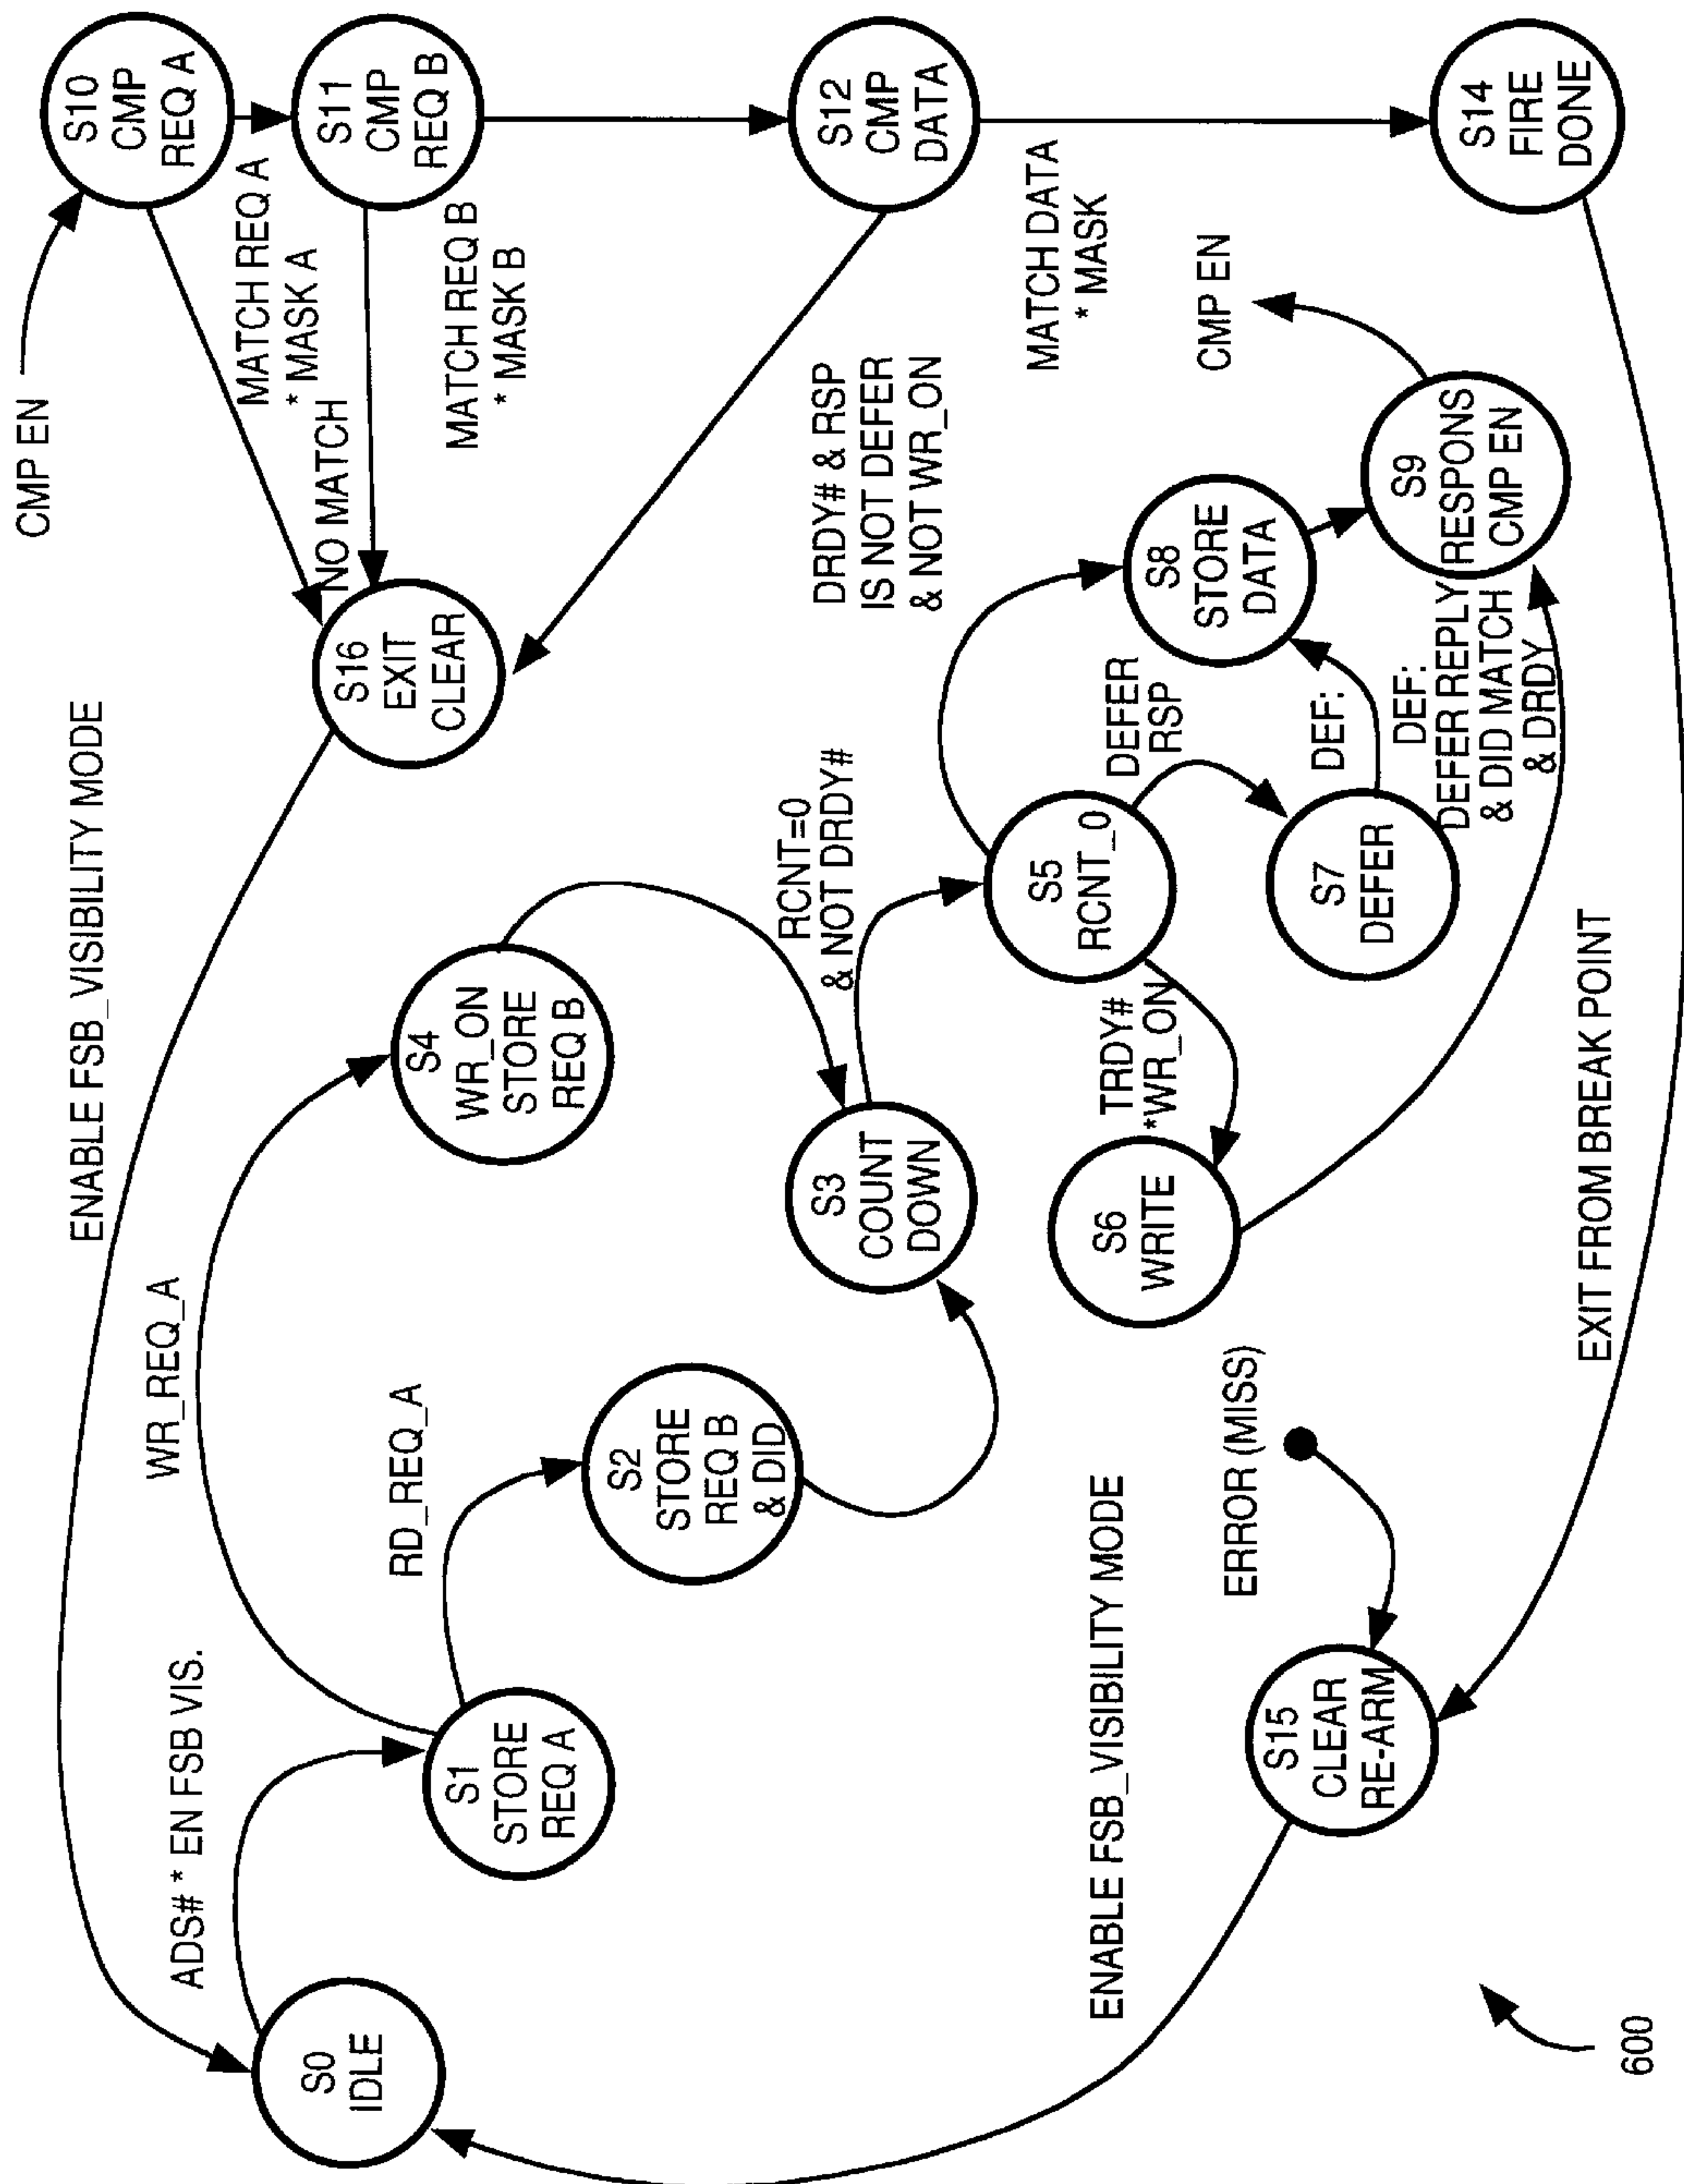 ENABLE FSB_VISIBILITY MODE
CMP EN
S10
CMP
REQ A
MATCH REQ A
* MASK A
S11
CMP
REQ B
NO MATCH
MATCH REQ B
* MASK B
S16
EXIT
CLEAR
S12
CMP
DATA
MATCH DATA
* MASK
S14
FIRE
DONE
WR_REQ_A
ADS# * EN FSB VIS.
S0
IDLE
S1
STORE
REQ A
RD_REQ_A
S2
STORE
REQ B
& DID
S4
WR_ON
STORE
REQ B
S3
COUNT
DOWN
RCNT=0
& NOT DRDY#
S5
RCNT_0
DRDY# & RSP
IS NOT DEFER
& NOT WR_ON
S8
STORE
DATA
CMP EN
S9
RESPONS
CMP EN
DEFER
RSP
S7
DEFER
DEF:
DEF:
DEFER REPLY
& DID MATCH
& DRDY
TRDY#
*WR_ON
S6
WRITE
ERROR (MISS)
ENABLE FSB_VISIBILITY MODE
S15
CLEAR
RE-ARM
EXIT FROM BREAK POINT
600